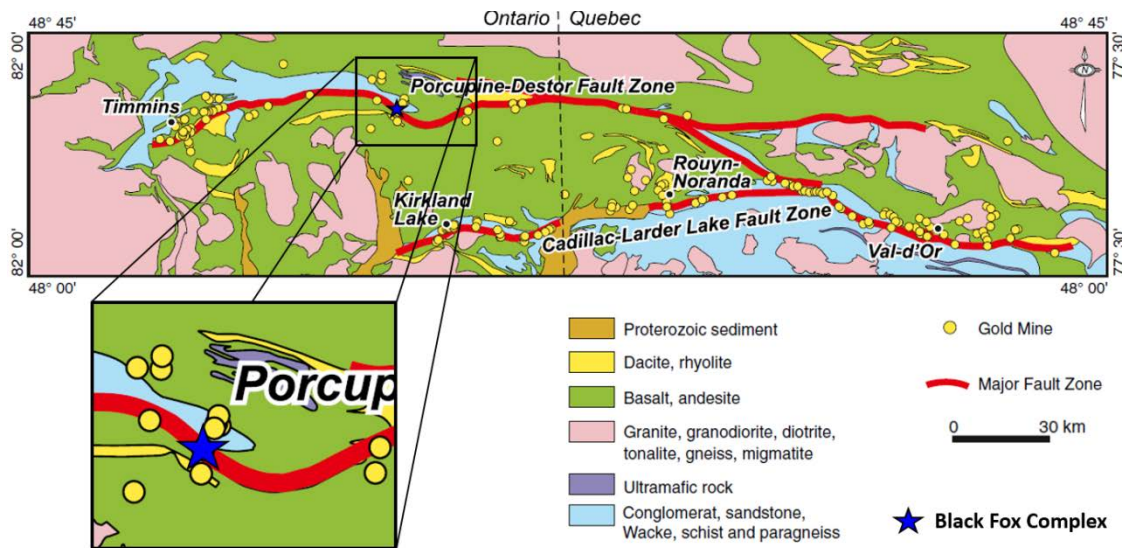 Ontario Quebec
48° 45'
48° 45'
82° 00'
77° 30'
Porcupine-Destor Fault Zone
Timmins
N
Rouyn-
Noranda
Kirkland
Lake
Cadillac-Larder Lake Fault Zone
Val-d'Or
82° 00'
77° 30'
48° 00'
48° 00'
Porcup
Proterozoic sediment
Dacite, rhyolite
Basalt, andesite
Granite, granodiorite, diotrite,
tonalite, gneiss, migmatite
Ultramafic rock
Conglomerat, sandstone,
Wacke, schist and paragneiss
Gold Mine
Major Fault Zone
0 30 km
Black Fox Complex